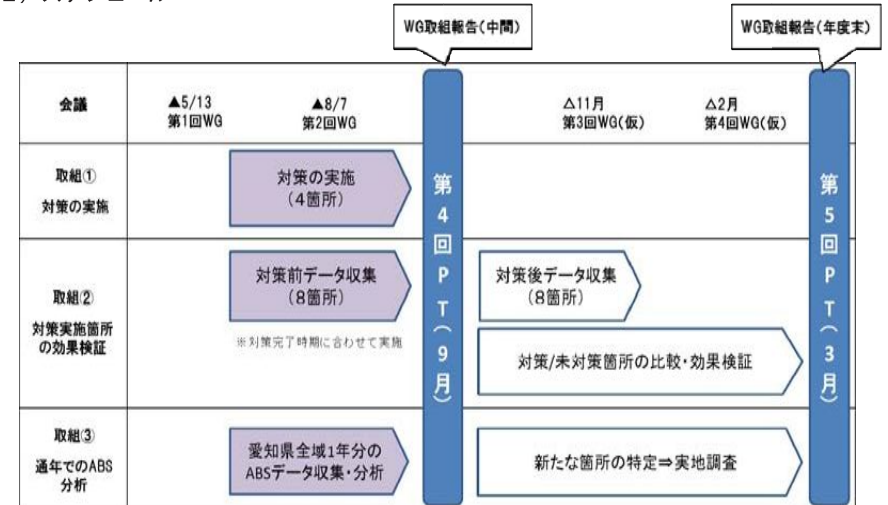 WG取組報告(中間)
WG取組報告(年度末)
会議
▲5/13
第1回WG
▲8/7
第2回WG
△11月
第3回WG(仮)
△2月
第4回WG(仮)
第4回PT(9月)
第5回PT(3月)
取組①
対策の実施
対策の実施
(4箇所)
取組②
対策実施箇所
の効果検証
対策前データ収集
(8箇所)
※対策完了時期に合わせて実施
対策後データ収集
(8箇所)
対策/未対策箇所の比較・効果検証
取組③
通年でのABS
分析
愛知県全域1年分の
ABSデータ収集・分析
新たな箇所の特定⇒実地調査